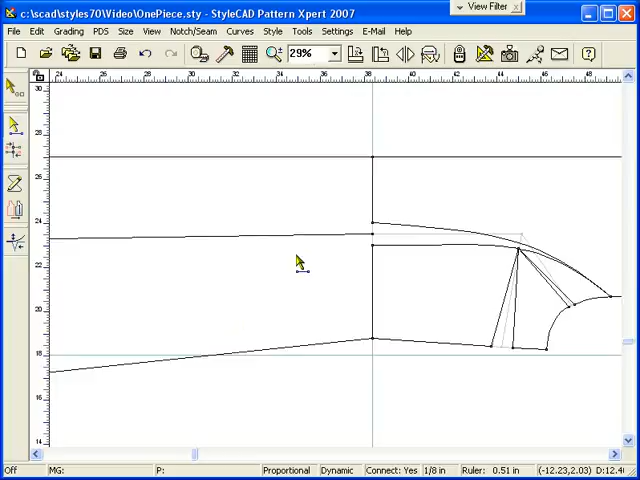 c:\scad\styles70\Video\OnePiece.sty - StyleCAD Pattern Xpert 2007
View Filter x
File Edit Grading PDS Size View Notch/Seam Curves Style Tools Settings E-Mail Help
29%
24 26 28 30 32 34 36 38 40 42 44 46 48
30
28
26
24
22
20
18
16
14
Off MG: P: Proportional Dynamic Connect: Yes 1/8 in Ruler: 0.51 in (-12.23,2.03)